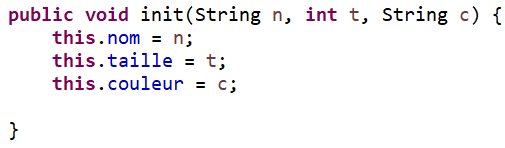 public void init(String n, int t, String c) {
    this.nom = n;
    this.taille = t;
    this.couleur = c;

}